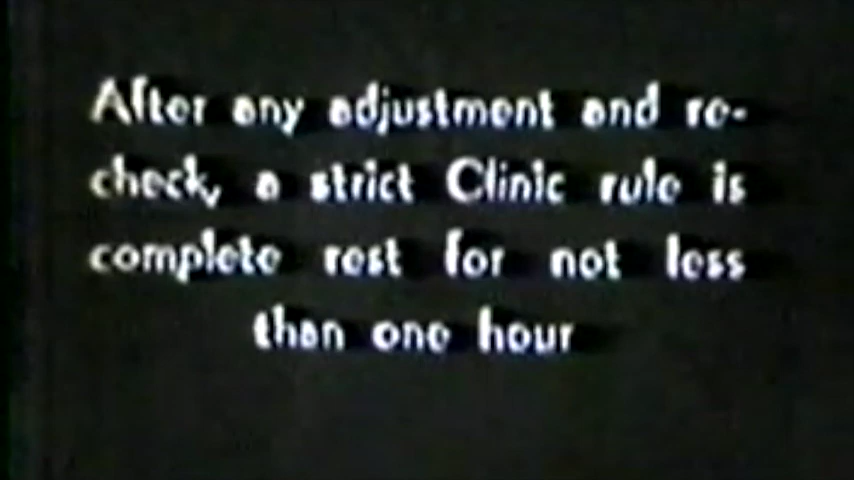 After any adjustment and re-
check, a strict Clinic rule is
complete rest for not less
than one hour